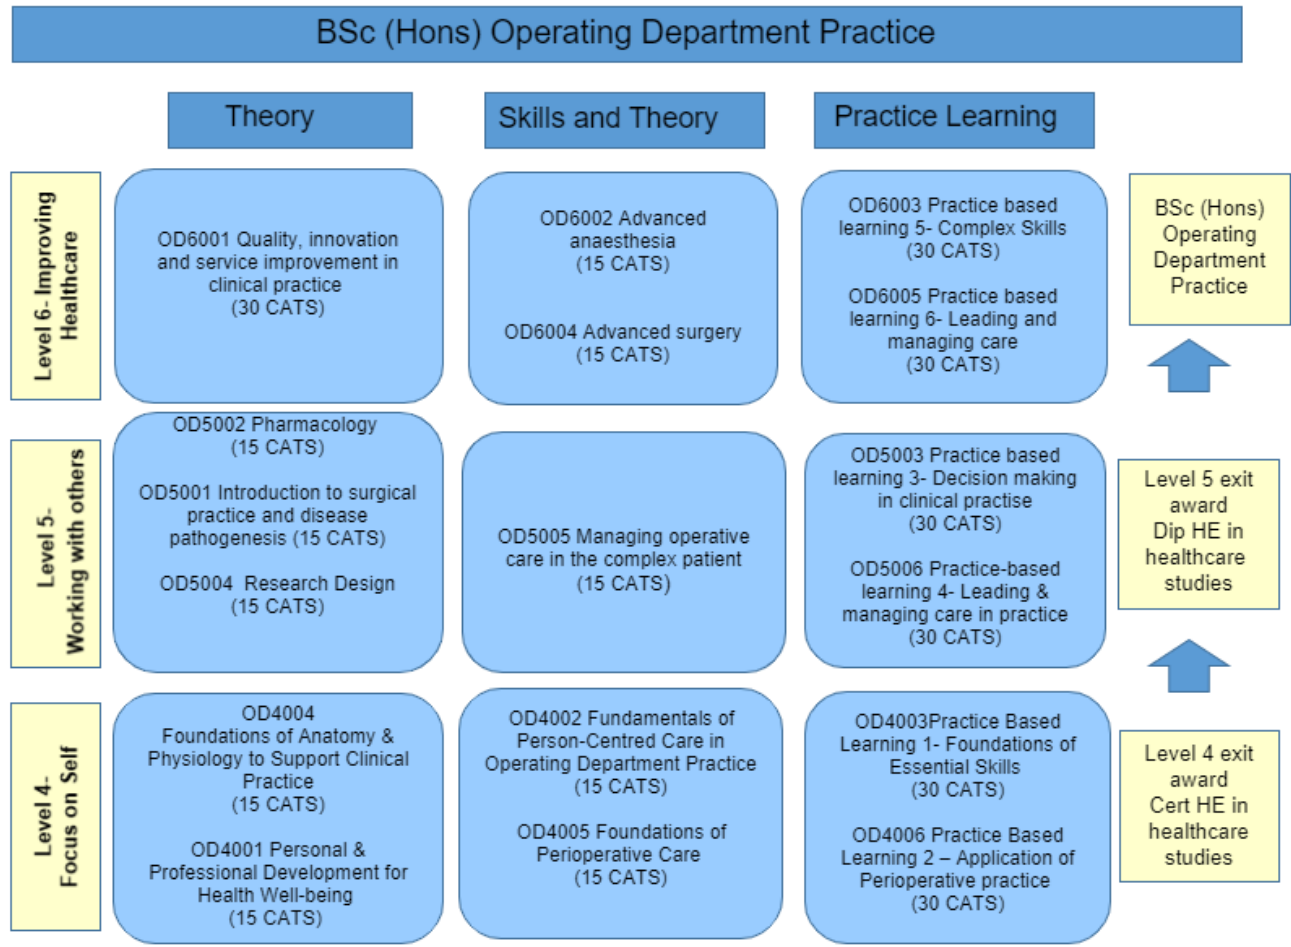 BSc (Hons) Operating Department Practice
Theory
Skills and Theory
Practice Learning
Level 6- Improving
Healthcare
OD6001 Quality, innovation
and service improvement in
clinical practice
(30 CATS)
OD6002 Advanced
anaesthesia
(15 CATS)
OD6004 Advanced surgery
(15 CATS)
OD6003 Practice based
learning 5- Complex Skills
(30 CATS)
OD6005 Practice based
learning 6- Leading and
managing care
(30 CATS)
BSc (Hons)
Operating
Department
Practice
Level 5-
Working with others
OD5002 Pharmacology
(15 CATS)
OD5001 Introduction to surgical
practice and disease
pathogenesis (15 CATS)
OD5004  Research Design
(15 CATS)
OD5005 Managing operative
care in the complex patient
(15 CATS)
OD5003 Practice based
learning 3- Decision making
in clinical practise
(30 CATS)
OD5006 Practice-based
learning 4- Leading &
managing care in practice
(30 CATS)
Level 5 exit
award
Dip HE in
healthcare
studies
Level 4-
Focus on Self
OD4004
Foundations of Anatomy &
Physiology to Support Clinical
Practice
(15 CATS)
OD4001 Personal &
Professional Development for
Health Well-being
(15 CATS)
OD4002 Fundamentals of
Person-Centred Care in
Operating Department Practice
(15 CATS)
OD4005 Foundations of
Perioperative Care
(15 CATS)
OD4003Practice Based
Learning 1- Foundations of
Essential Skills
(30 CATS)
OD4006 Practice Based
Learning 2 – Application of
Perioperative practice
(30 CATS)
Level 4 exit
award
Cert HE in
healthcare
studies